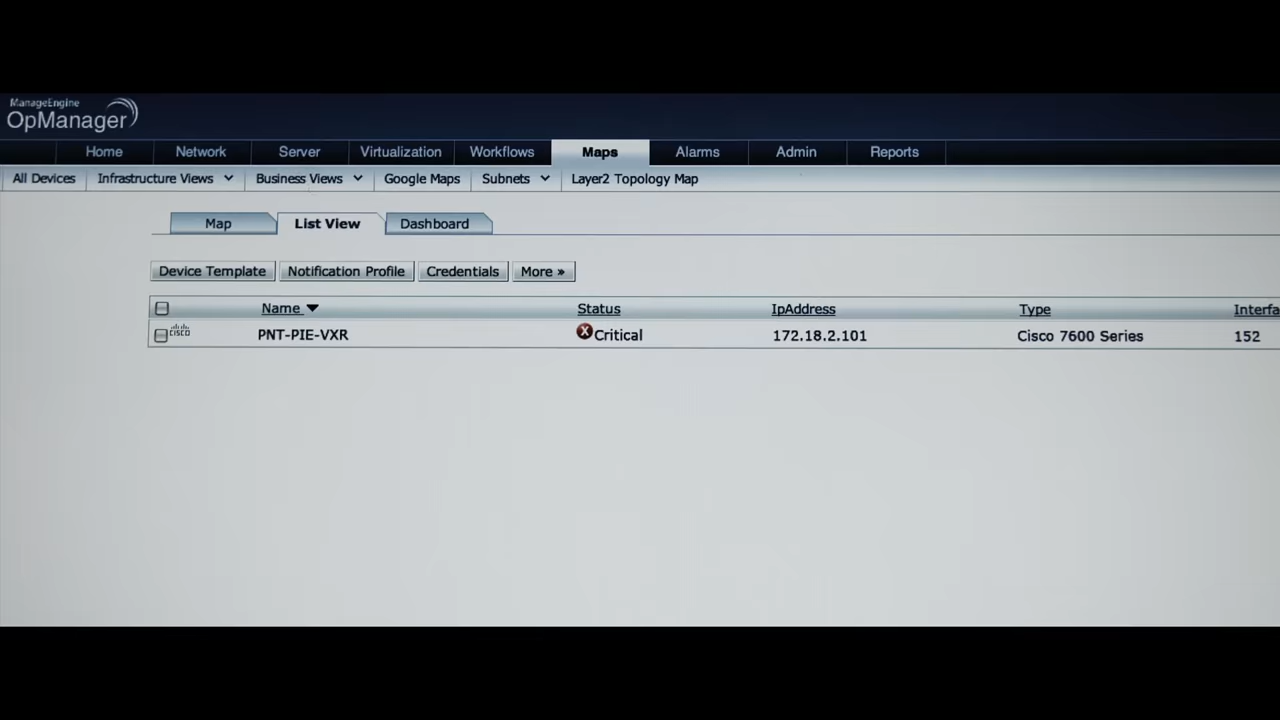 ManageEngine
OpManager
Home Network Server Virtualization Workflows Maps Alarms Admin Reports
All Devices Infrastructure Views Business Views Google Maps Subnets Layer2 Topology Map
Map List View Dashboard
Device Template Notification Profile Credentials More »
Name Status IpAddress Type Interfa
CISCO PNT-PIE-VXR Critical 172.18.2.101 Cisco 7600 Series 152